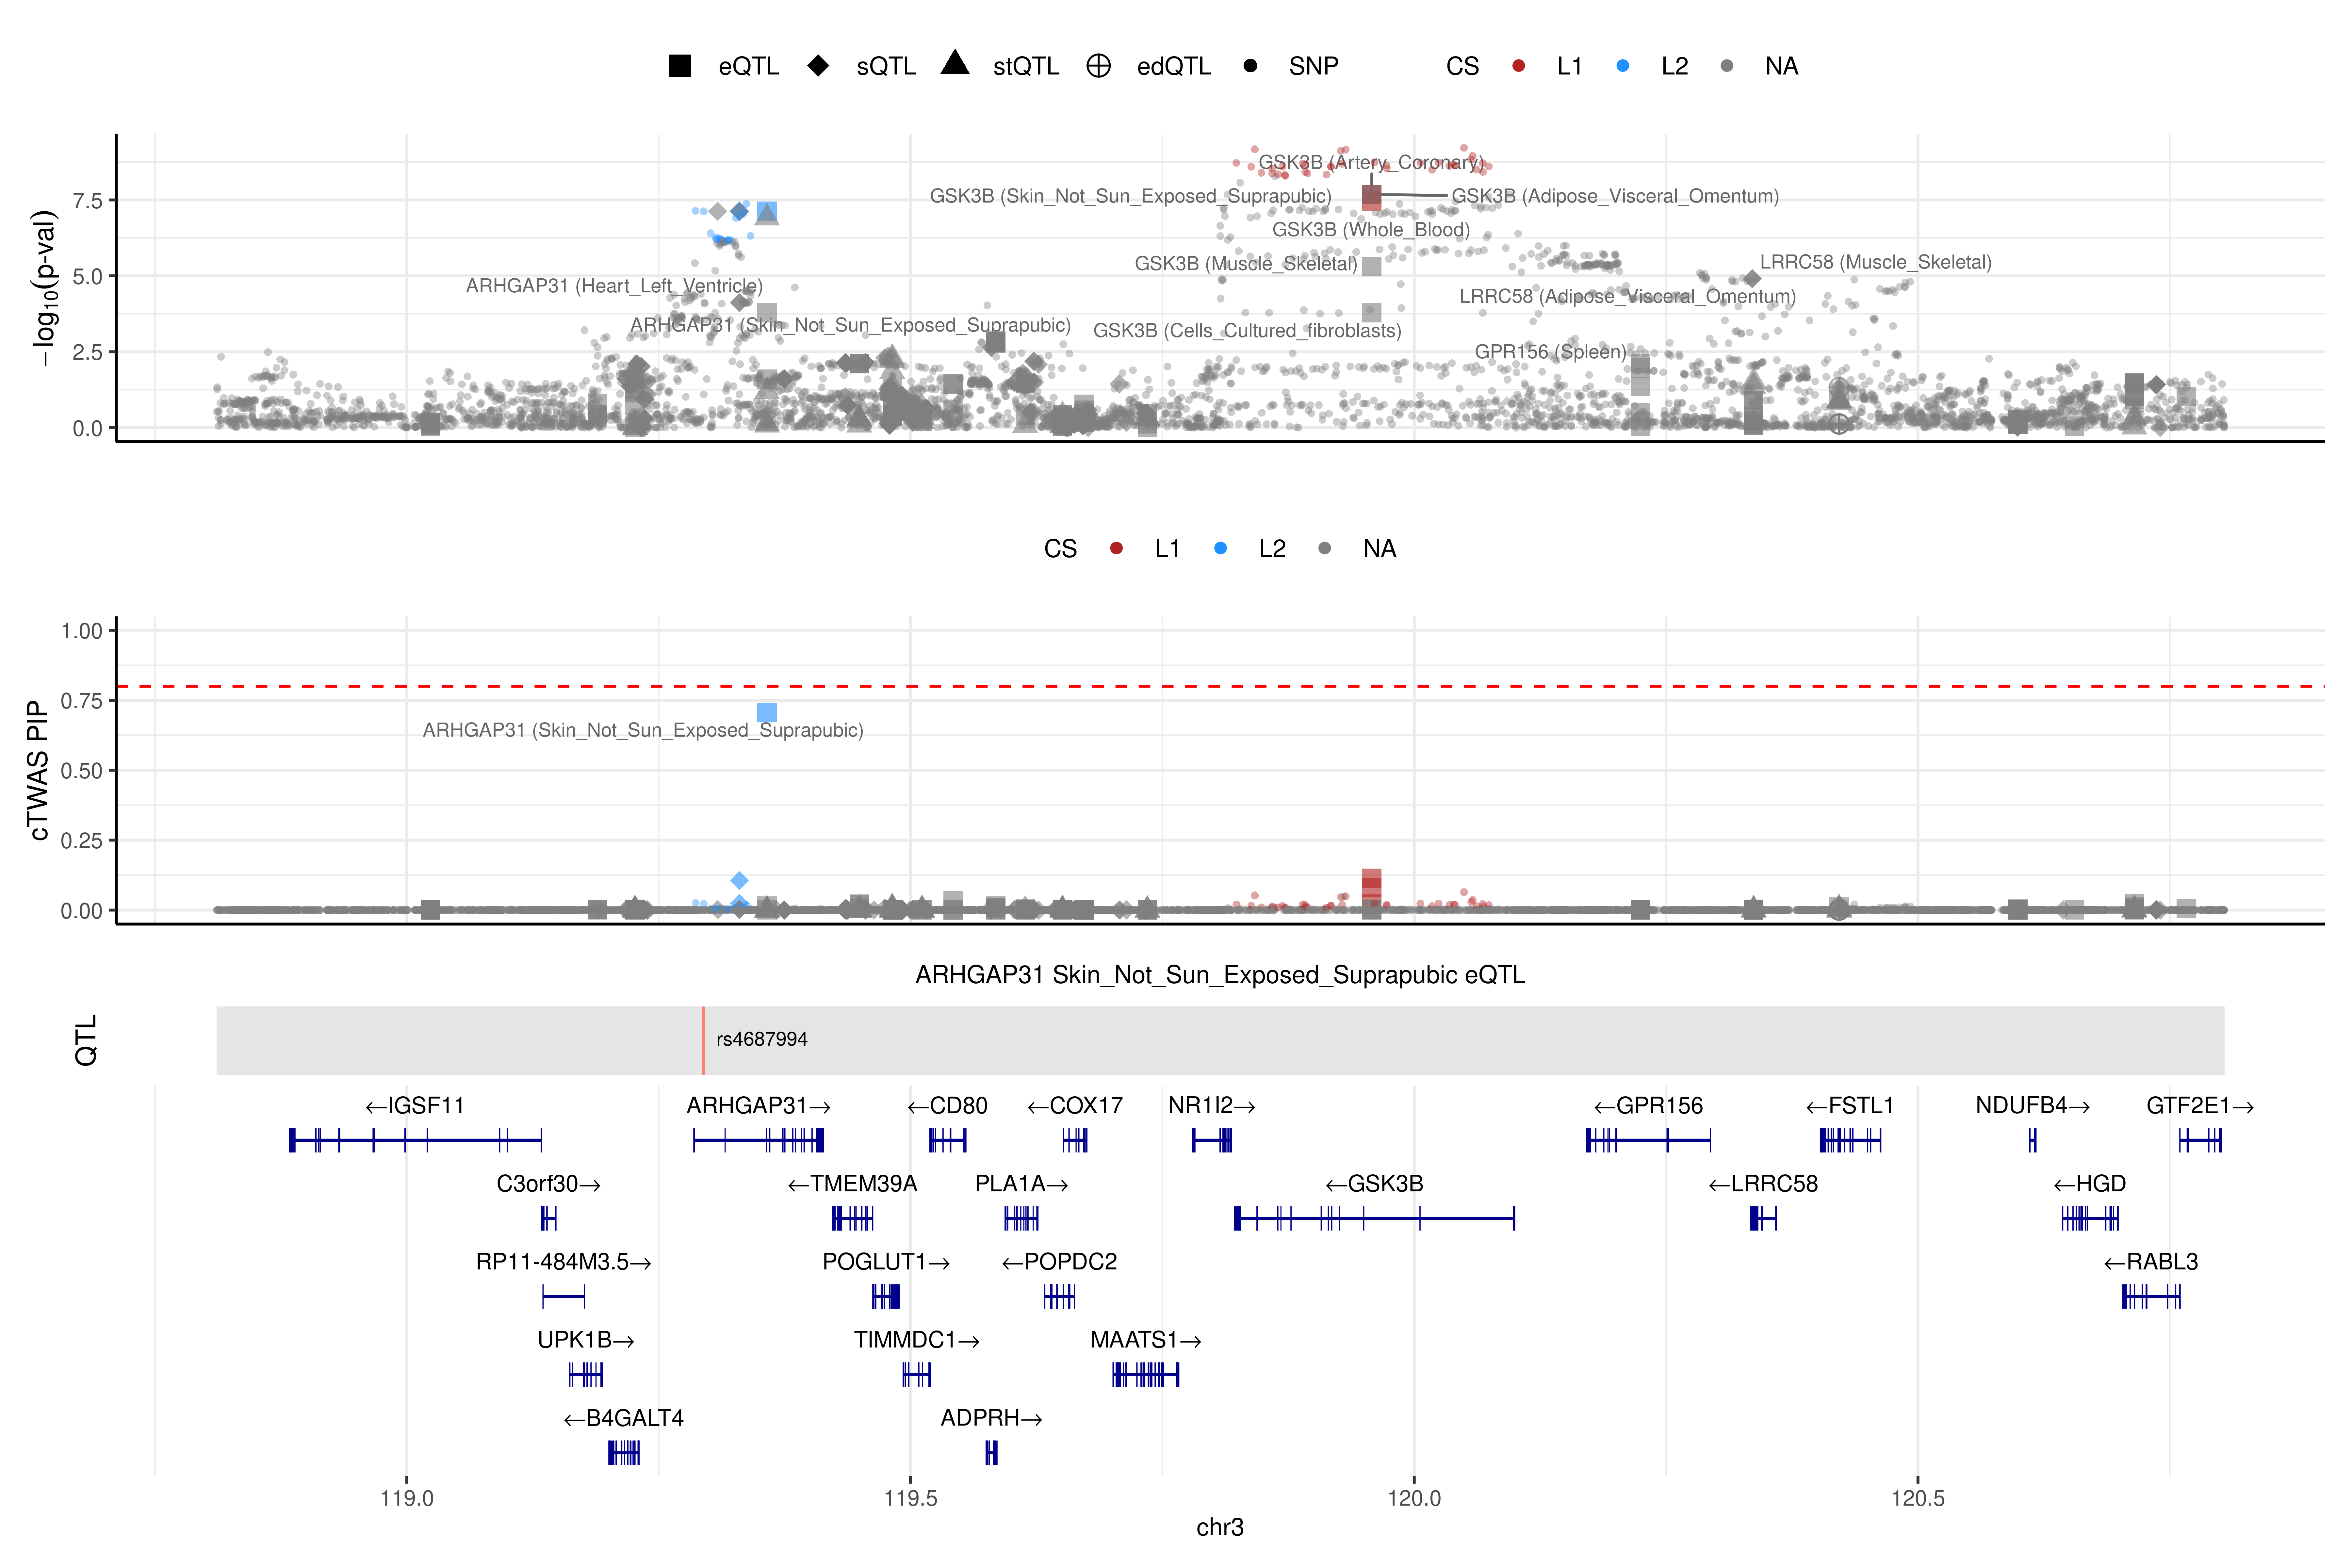 eQTL sQTL stQTL edQTL SNP CS L1 L2 NA
−log10(p-val)
7.5
5.0
2.5
0.0
GSK3B (Artery_Coronary)
GSK3B (Skin_Not_Sun_Exposed_Suprapubic)
GSK3B (Adipose_Visceral_Omentum)
GSK3B (Whole_Blood)
GSK3B (Muscle_Skeletal)
LRRC58 (Muscle_Skeletal)
ARHGAP31 (Heart_Left_Ventricle)
LRRC58 (Adipose_Visceral_Omentum)
ARHGAP31 (Skin_Not_Sun_Exposed_Suprapubic)
GSK3B (Cells_Cultured_fibroblasts)
GPR156 (Spleen)
CS L1 L2 NA
cTWAS PIP
1.00
0.75
0.50
0.25
0.00
ARHGAP31 (Skin_Not_Sun_Exposed_Suprapubic)
ARHGAP31 Skin_Not_Sun_Exposed_Suprapubic eQTL
QTL
rs4687994
←IGSF11 ARHGAP31→ ←CD80 ←COX17 NR1I2→ ←GPR156 ←FSTL1 NDUFB4→ GTF2E1→
C3orf30→ ←TMEM39A PLA1A→ ←GSK3B ←LRRC58 ←HGD
RP11-484M3.5→ POGLUT1→ ←POPDC2 ←RABL3
UPK1B→ TIMMDC1→ MAATS1→
←B4GALT4 ADPRH→
119.0 119.5 120.0 120.5
chr3